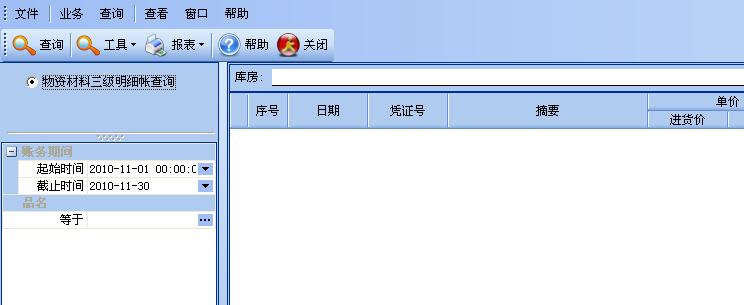 文件 业务 查询 查看 窗口 帮助
查询 工具 报表 帮助 关闭
物资材料三级明细帐查询
库房:
序号 日期 凭证号 摘要 单价
进货价
账务期间
起始时间 2010-11-01 00:00:0
截止时间 2010-11-30
品名
等于